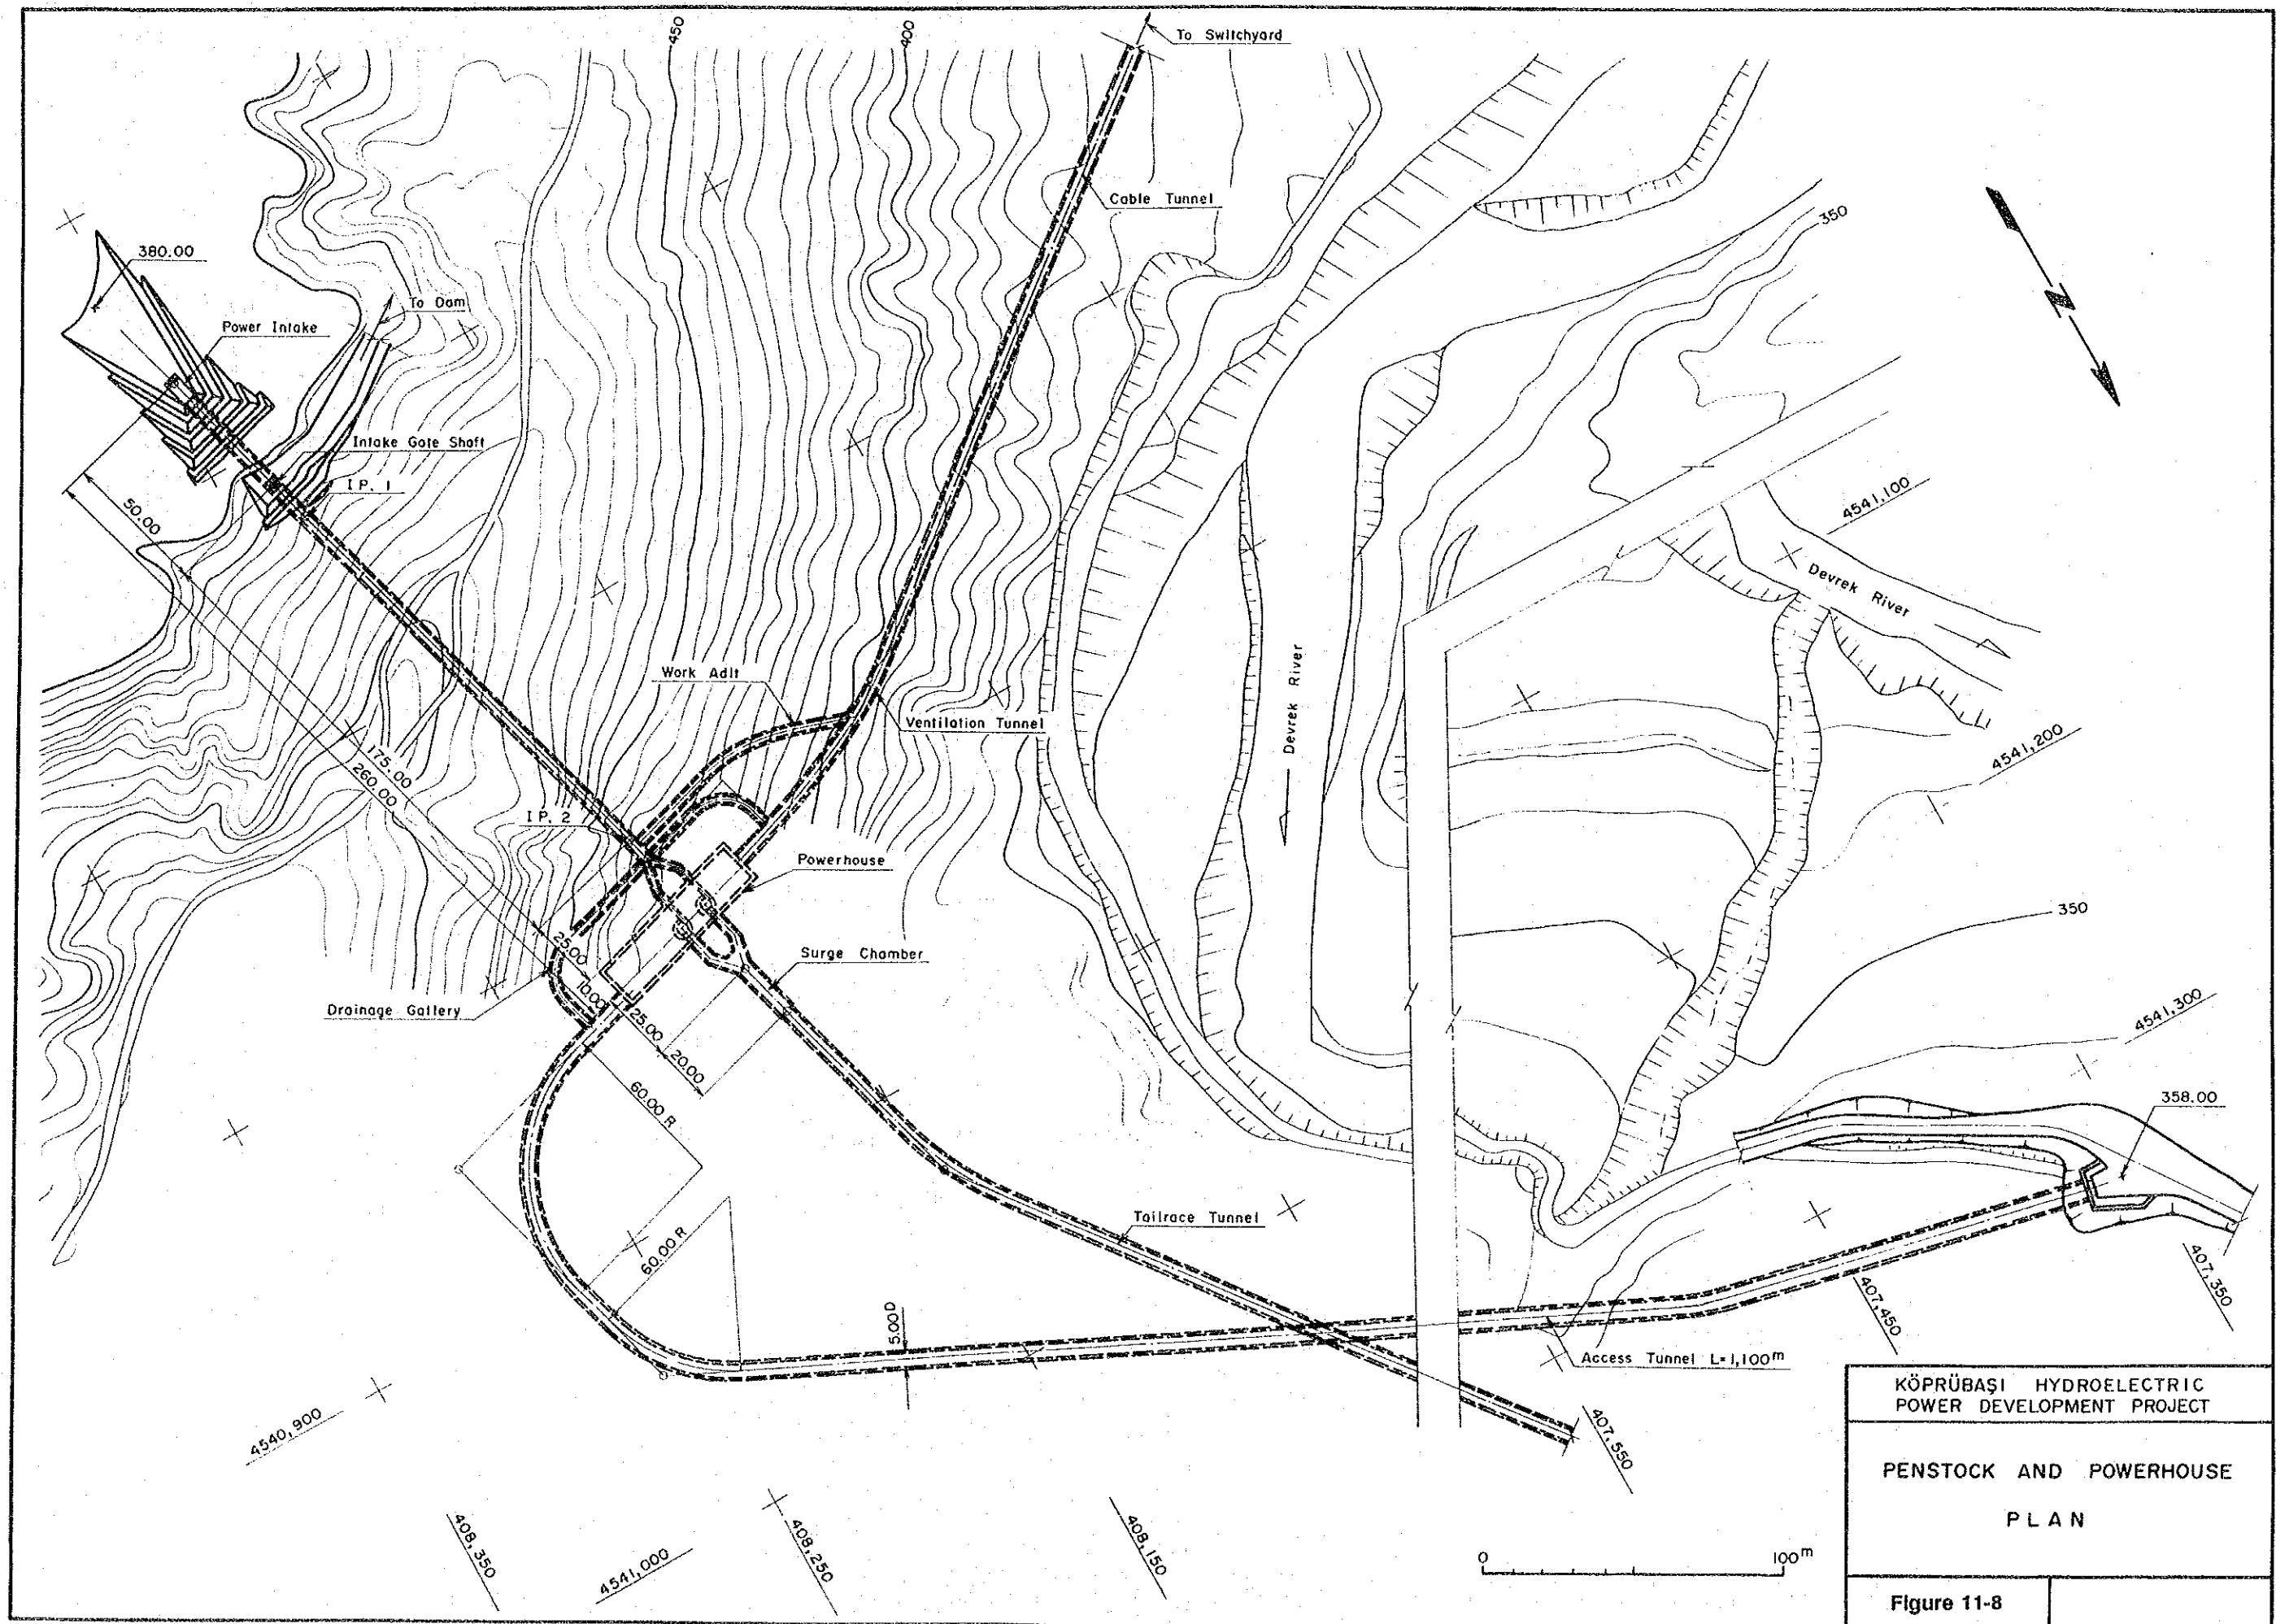 450
400
To Switchyard
Cable Tunnel
350
380.00
To Dam
Power Intake
N
Intake Gate Shaft
I P. 1
50.00
4541,100
Devrek River
Work Adit
Ventilation Tunnel
Devrek River
4541,200
175.00
260.00
I P. 2
Powerhouse
350
25.00
Surge Chamber
10.00
Drainage Gallery
25.00
20.00
4541,300
60.00 R
358.00
Tailrace Tunnel
60.00 R
407,350
407,450
5.00D
Access Tunnel L=1,100m
407,550
4540,900
408,350
4541,000
408,250
408,150
0 100m
KÖPRÜBAŞI HYDROELECTRIC
POWER DEVELOPMENT PROJECT
PENSTOCK AND POWERHOUSE
PLAN
Figure 11-8